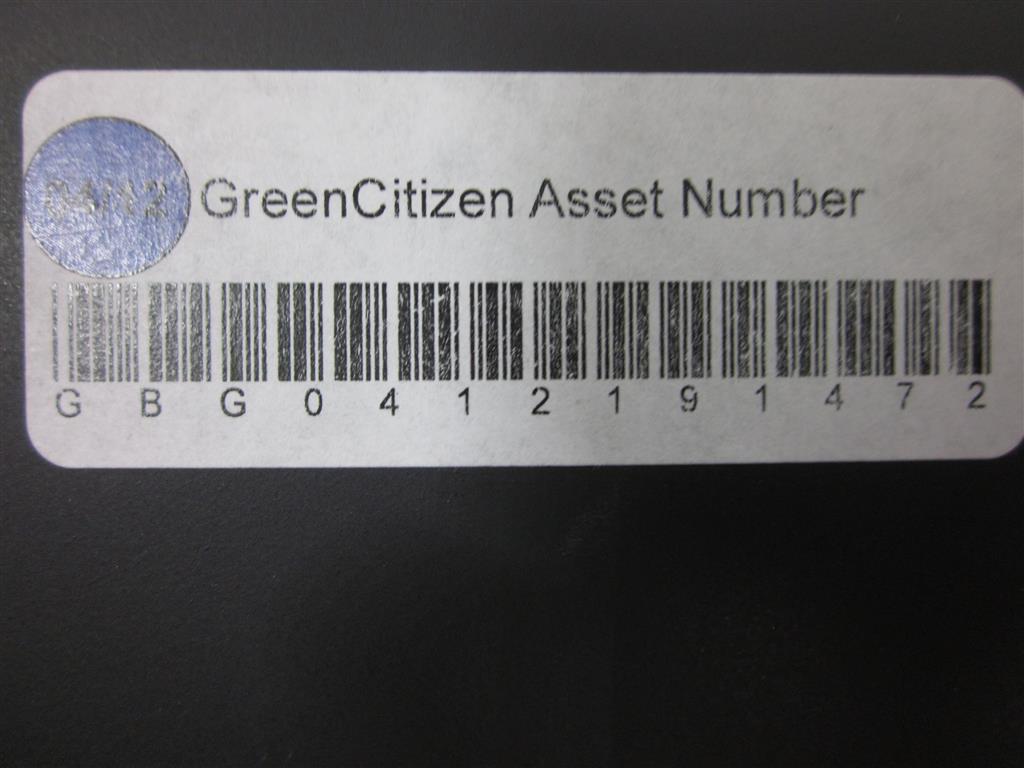 04/12 GreenCitizen Asset Number
G B G 0 4 1 2 1 9 1 4 7 2